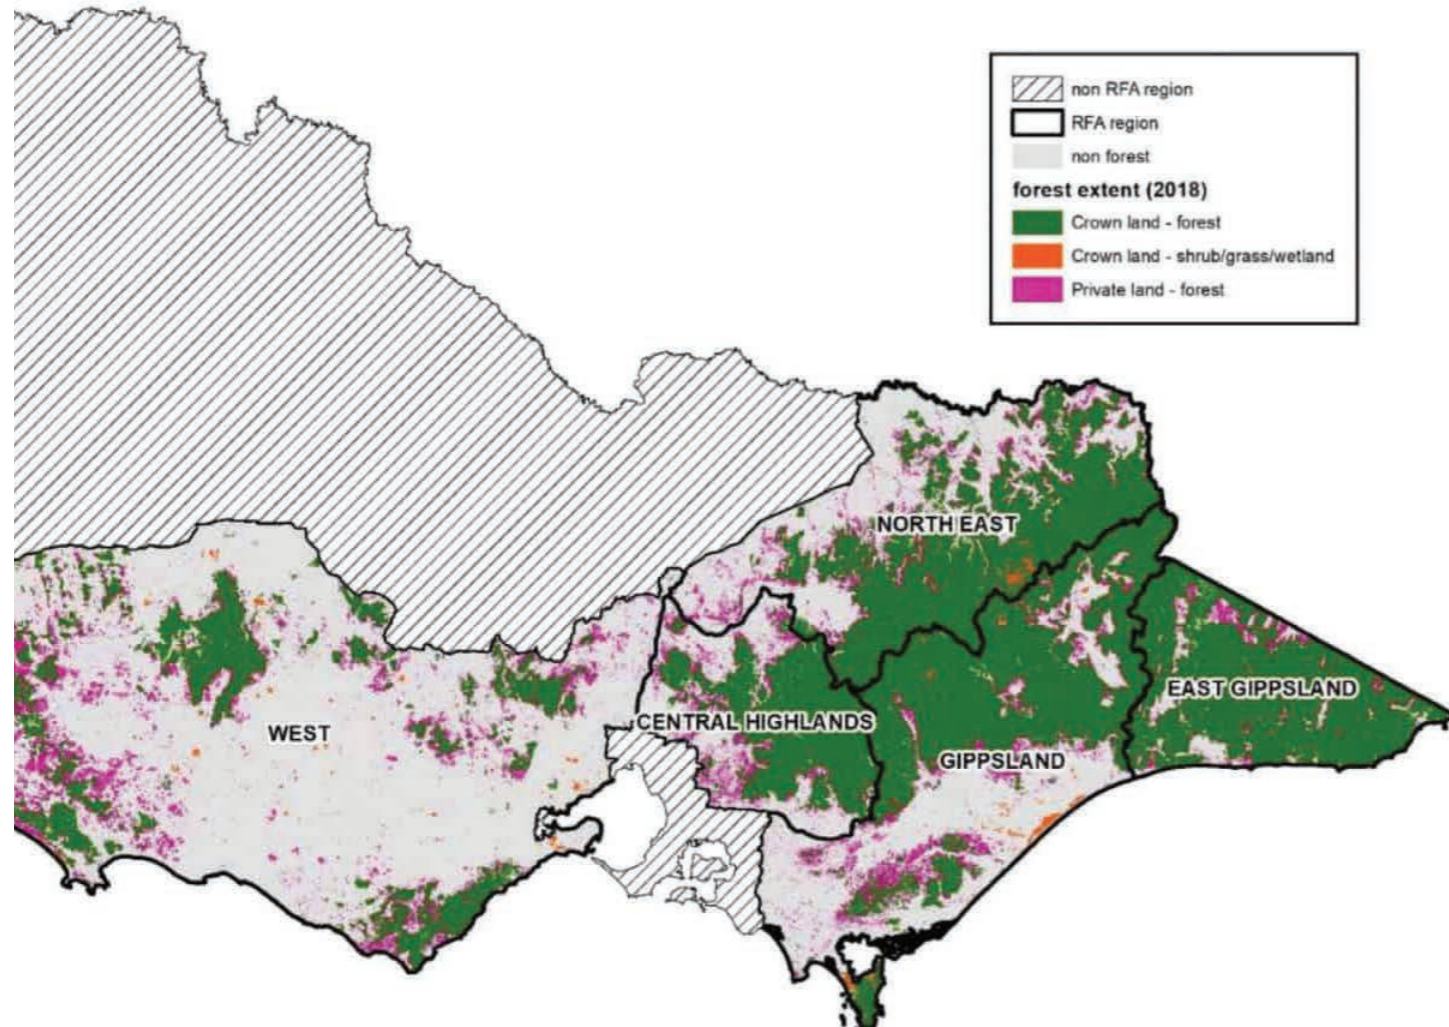 non RFA region
RFA region
non forest
forest extent (2018)
Crown land - forest
Crown land - shrub/grass/wetland
Private land - forest
NORTH EAST
EAST GIPPSLAND
CENTRAL HIGHLANDS
WEST
GIPPSLAND